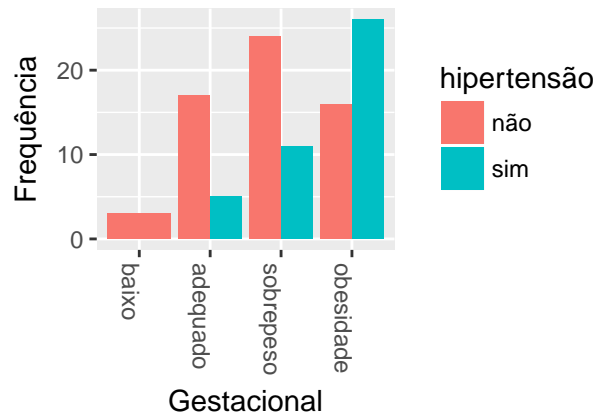 Frequência
20
10
0
baixo
adequado
sobrepeso
obesidade
Gestacional
hipertensão
não
sim